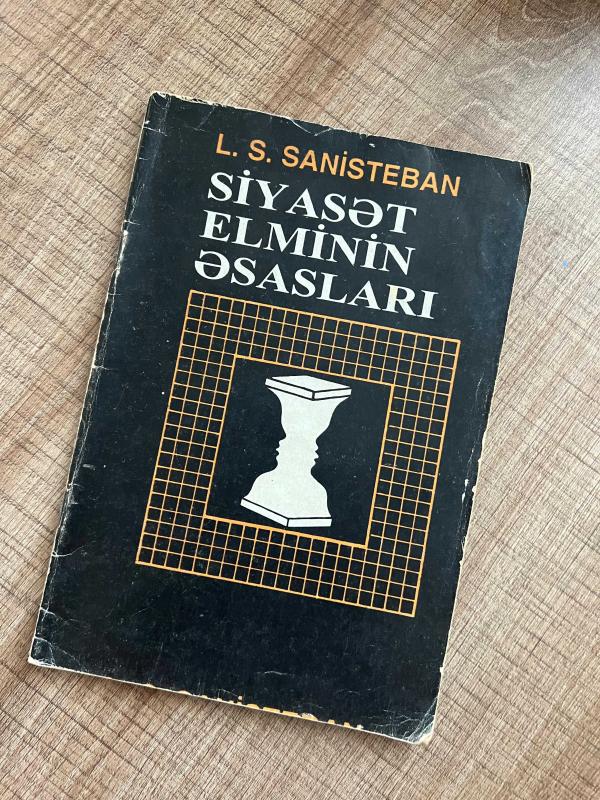 L. S. SANİSTEBAN
SİYASƏT
ELMİNİN
ƏSASLARI